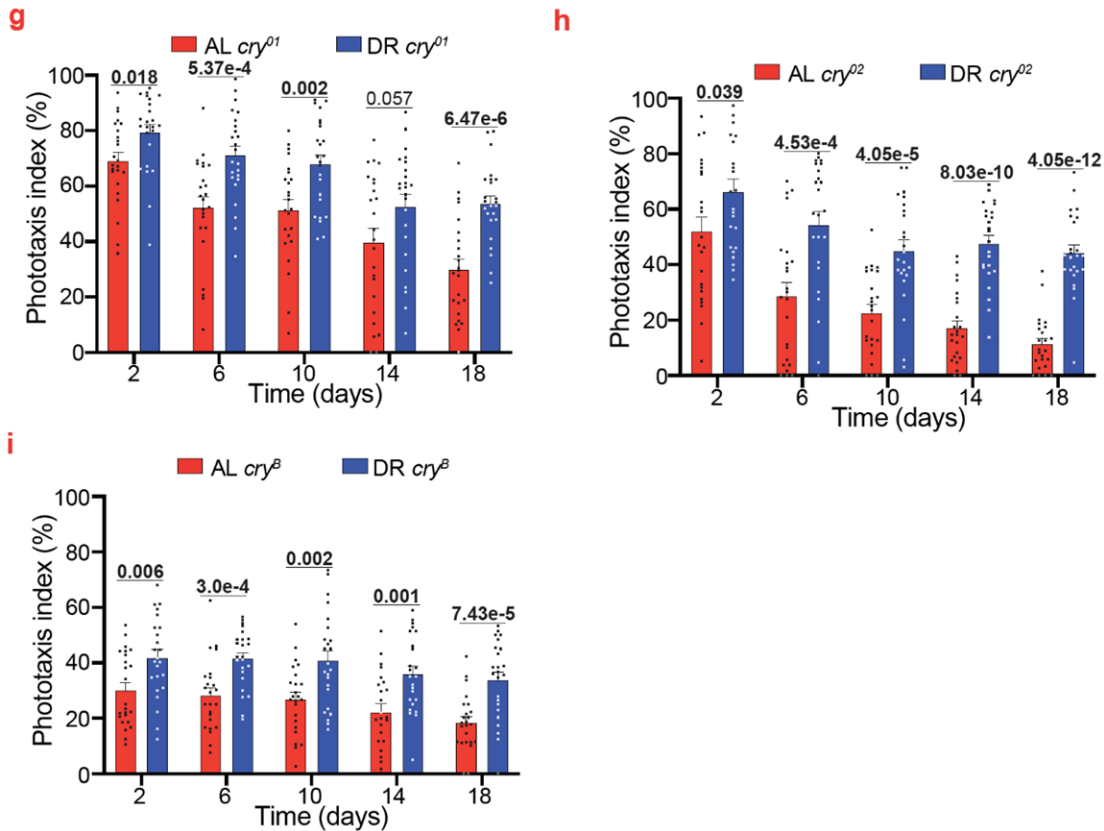 g
AL cry01 DR cry01
0.018 5.37e-4 0.002 0.057 6.47e-6
Phototaxis index (%)
100
80
60
40
20
0
2 6 10 14 18
Time (days)
h
AL cry02 DR cry02
0.039 4.53e-4 4.05e-5 8.03e-10 4.05e-12
Phototaxis index (%)
100
80
60
40
20
0
2 6 10 14 18
Time (days)
i
AL cryB DR cryB
0.006 3.0e-4 0.002 0.001 7.43e-5
Phototaxis index (%)
100
80
60
40
20
0
2 6 10 14 18
Time (days)